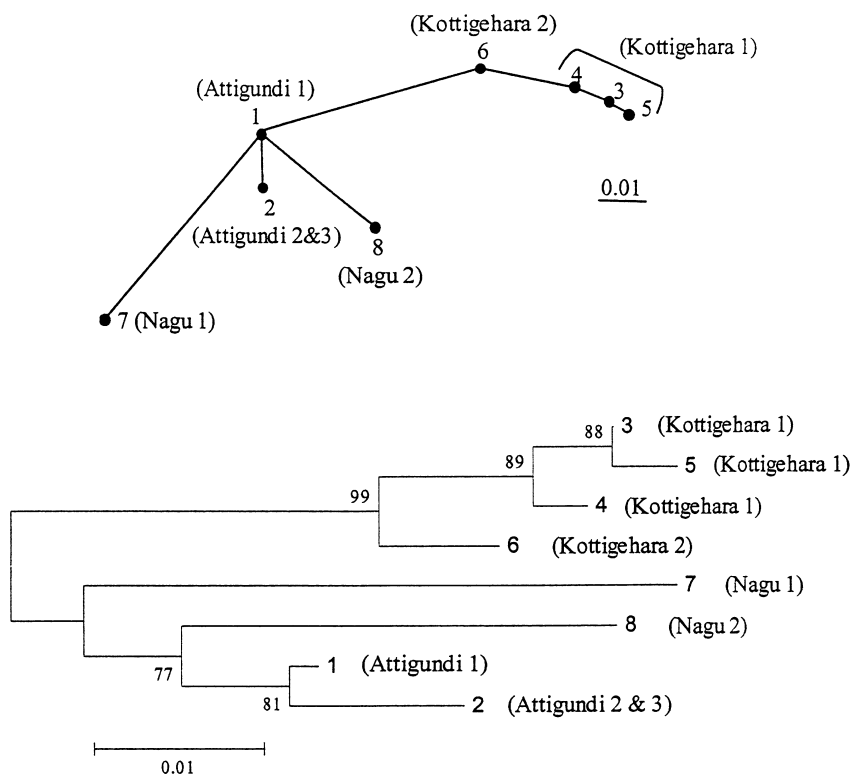 (Kottigehara 2)
6
(Kottigehara 1)
4
3
5
(Attigundi 1)
1
0.01
2
(Attigundi 2&3)
8
(Nagu 2)
7 (Nagu 1)
88 3 (Kottigehara 1)
89 5 (Kottigehara 1)
99 4 (Kottigehara 1)
6 (Kottigehara 2)
7 (Nagu 1)
8 (Nagu 2)
77 1 (Attigundi 1)
81 2 (Attigundi 2 & 3)
0.01